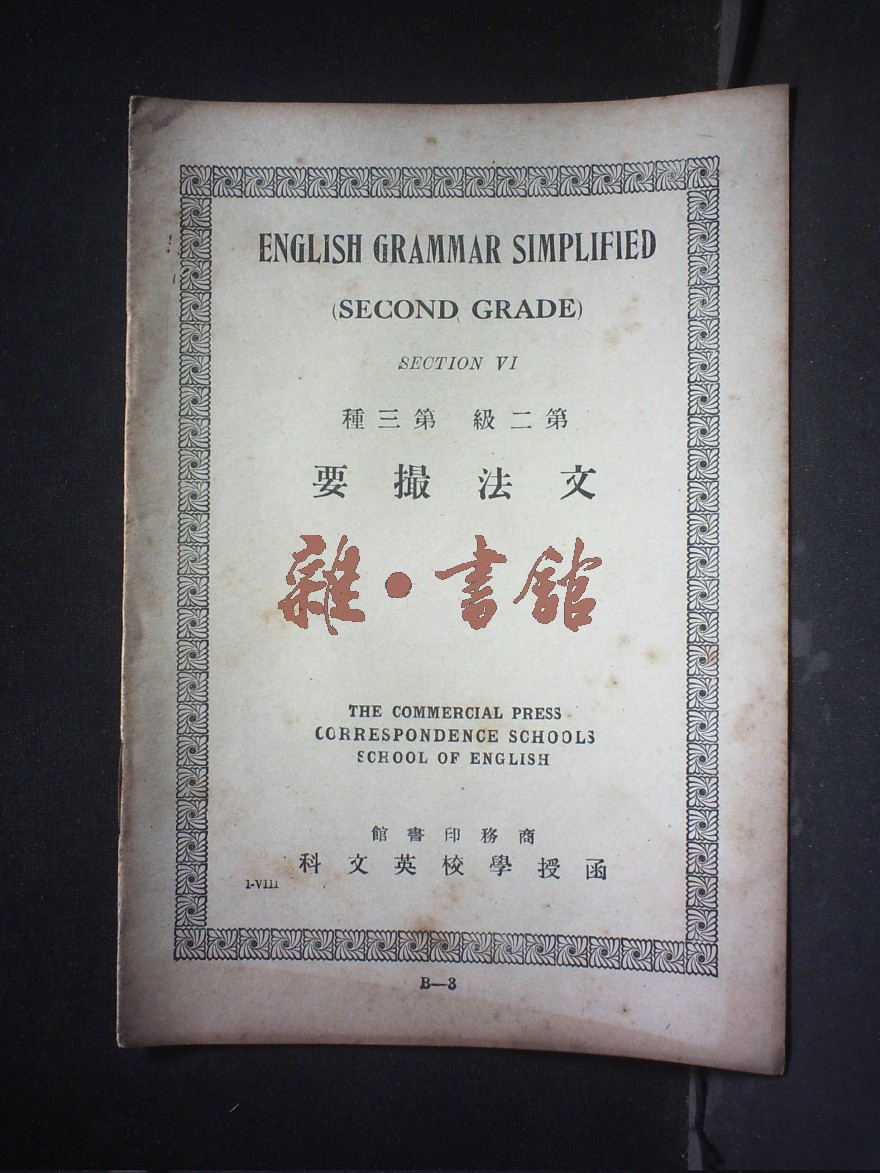 ENGLISH GRAMMAR SIMPLIFIED
(SECOND GRADE)
SECTION VI
種三第 級二第
要撮法文
雜•書館
THE COMMERCIAL PRESS
CORRESPONDENCE SCHOOLS
SCHOOL OF ENGLISH
館書印務商
科文英校學授函
I-VIII
B—3